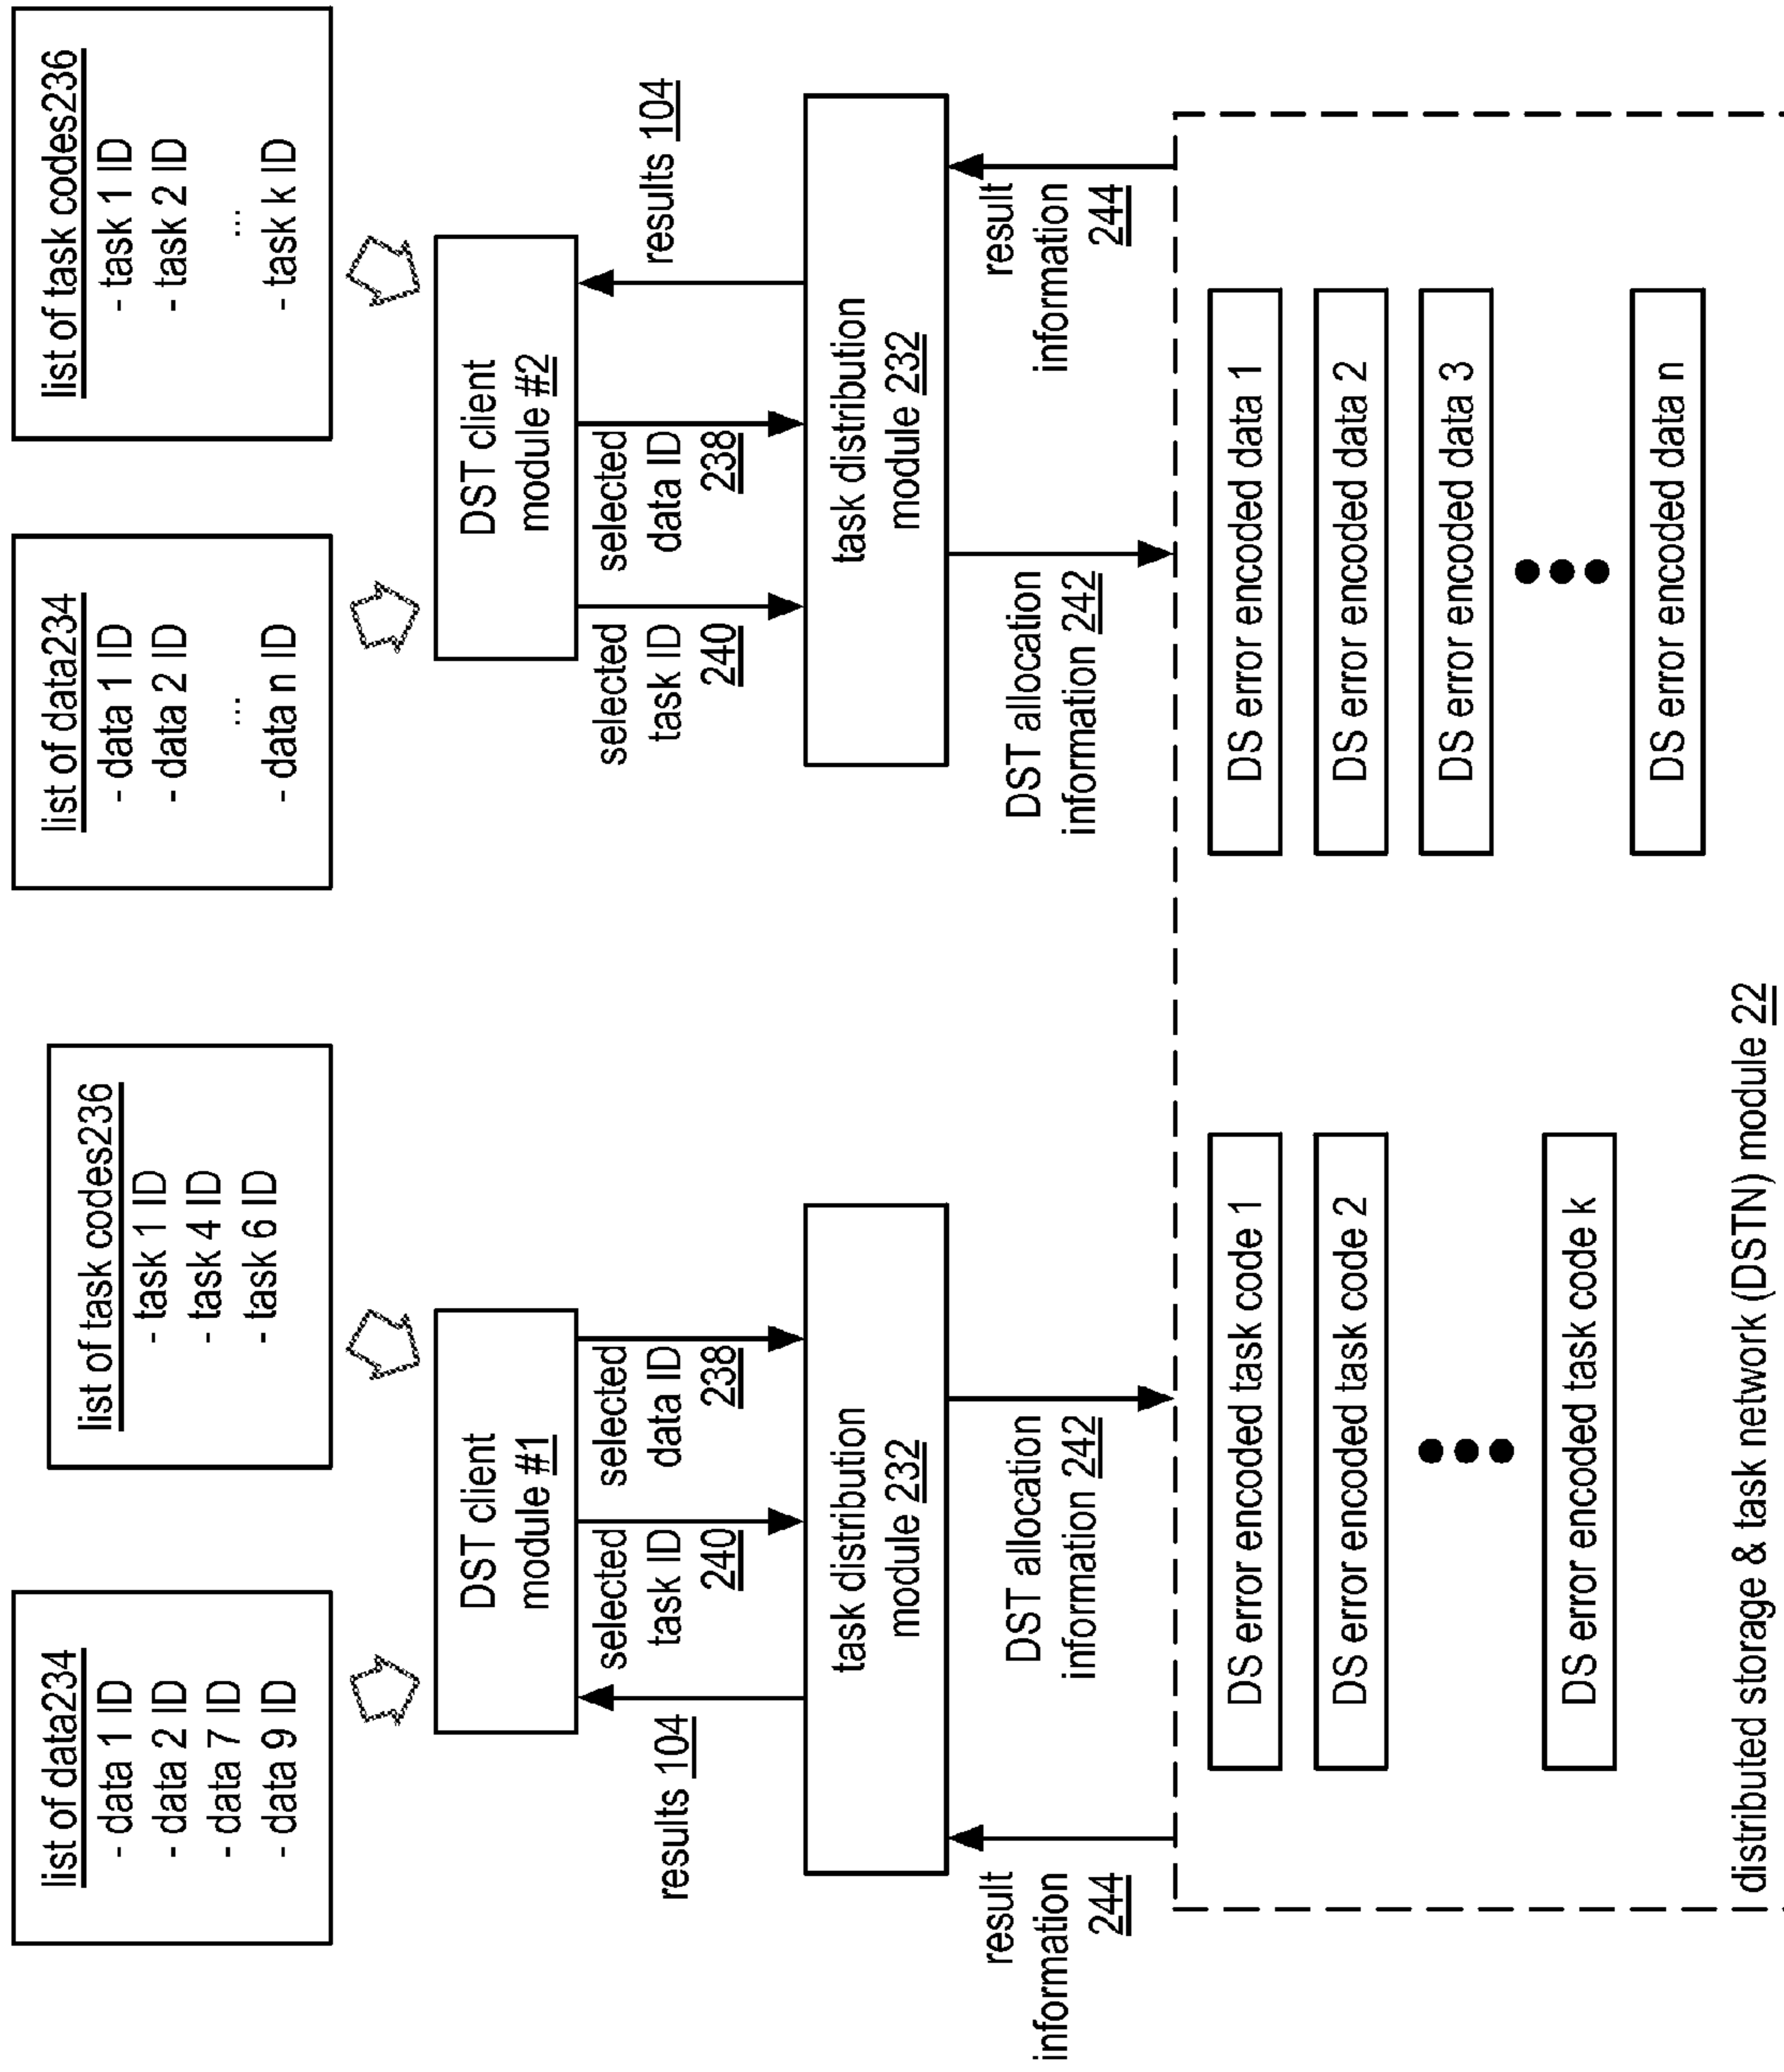 list of data234
- data 1 ID
- data 2 ID
- data 7 ID
- data 9 ID
list of task codes236
- task 1 ID
- task 4 ID
- task 6 ID
list of data234
- data 1 ID
- data 2 ID
...
- data n ID
list of task codes236
- task 1 ID
- task 2 ID
...
- task k ID
DST client
module #1
DST client
module #2
results 104
selected
task ID
240
selected
data ID
238
selected
task ID
240
selected
data ID
238
results 104
task distribution
module 232
task distribution
module 232
result
information
244
DST allocation
information 242
DST allocation
information 242
result
information
244
DS error encoded task code 1
DS error encoded task code 2
DS error encoded task code k
DS error encoded data 1
DS error encoded data 2
DS error encoded data 3
DS error encoded data n
distributed storage & task network (DSTN) module 22